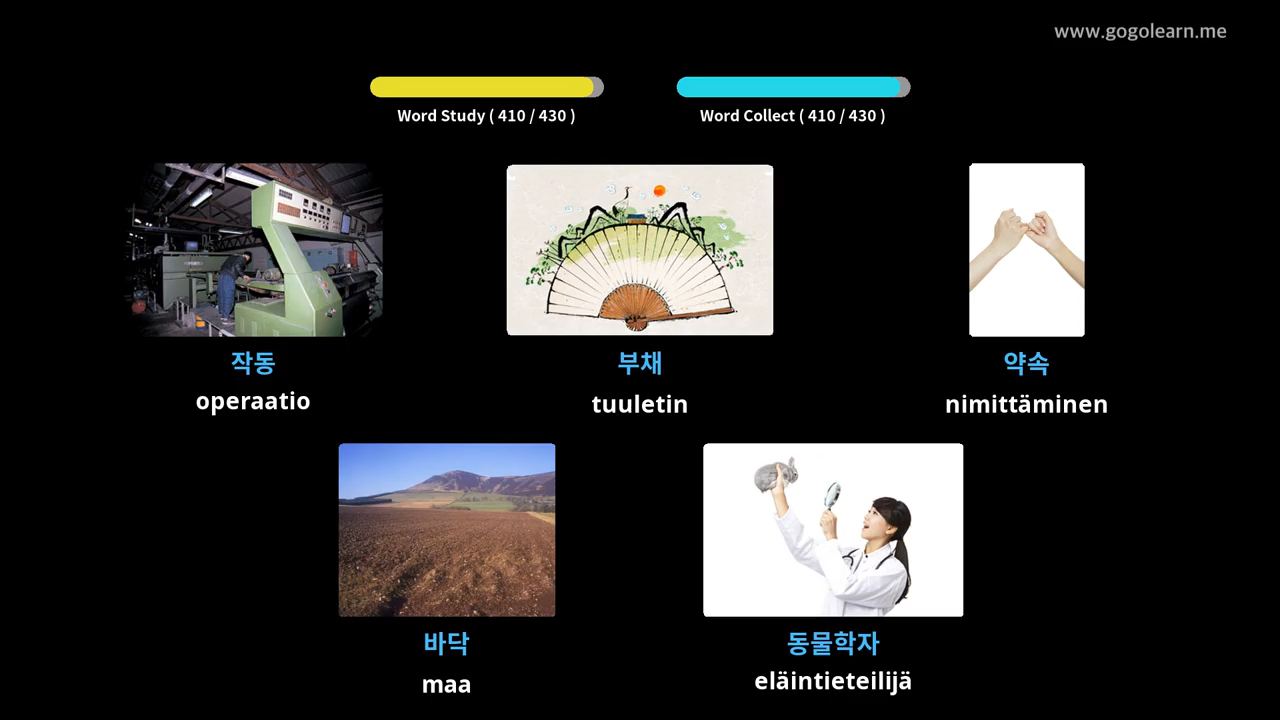 www.gogolearn.me
Word Study ( 410 / 430 )
Word Collect ( 410 / 430 )
작동
operaatio
부채
tuuletin
약속
nimittäminen
바닥
maa
동물학자
eläintieteilijä